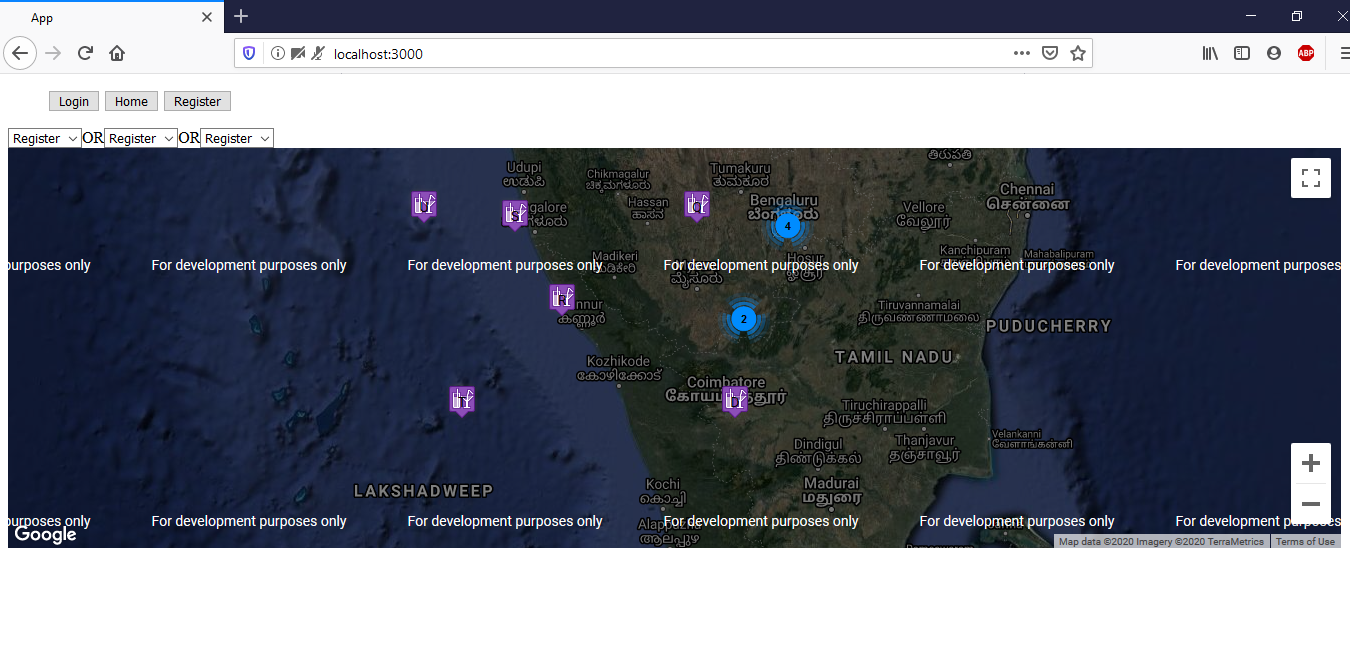 App
localhost:3000
ABP
Login Home Register
Register OR Register OR Register
Udupi
ಉಡುಪಿ
Chikmagalur
ಚಿಕ್ಕಮಗಳೂರು
Tumakuru
ತುಮಕೂರು
తిరుపతి
Hassan
ಹಾಸನ
Bengaluru
4
Chennai
சென்னை
Vellore
வேலூர்
Kanchipuram
Mahabalipuram
Madikeri
ಮಡಿಕೇರಿ
ಮೈಸೂರು
Hosur
ஓசூர்
purposes only For development purposes only For development purposes only For development purposes only For development purposes only For development purposes
കണ്ണൂർ
2
Tiruvannamalai
திருவண்ணாமலை
PUDUCHERRY
Kozhikode
കോഴിക്കോട്
TAMIL NADU
Coimbatore
Tiruchirappalli
திருச்சிராப்பள்ளி
Velankanni
வேளாங்கண்ணி
Thanjavur
தஞ்சாவூர்
Dindigul
திண்டுக்கல்
LAKSHADWEEP
Kochi
കൊച്ചി
Madurai
மதுரை
purposes only For development purposes only For development purposes only For development purposes only For development purposes only For development purposes
ആലപ്പുഴ
Google
Map data ©2020 Imagery ©2020 TerraMetrics Terms of Use